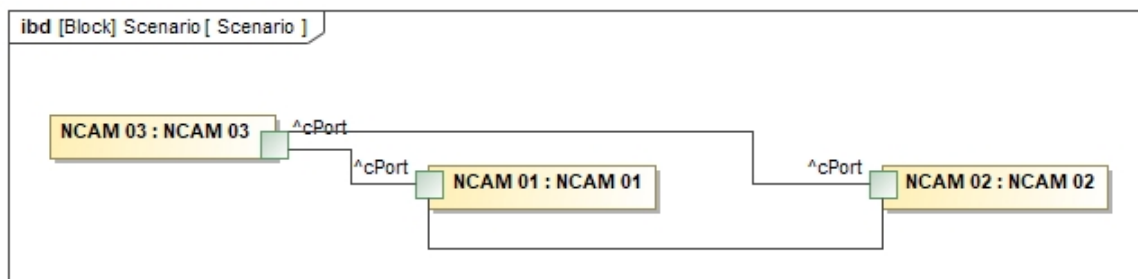 ibd [Block] Scenario [ Scenario ]
NCAM 03 : NCAM 03
^cPort
^cPort
NCAM 01 : NCAM 01
^cPort
NCAM 02 : NCAM 02